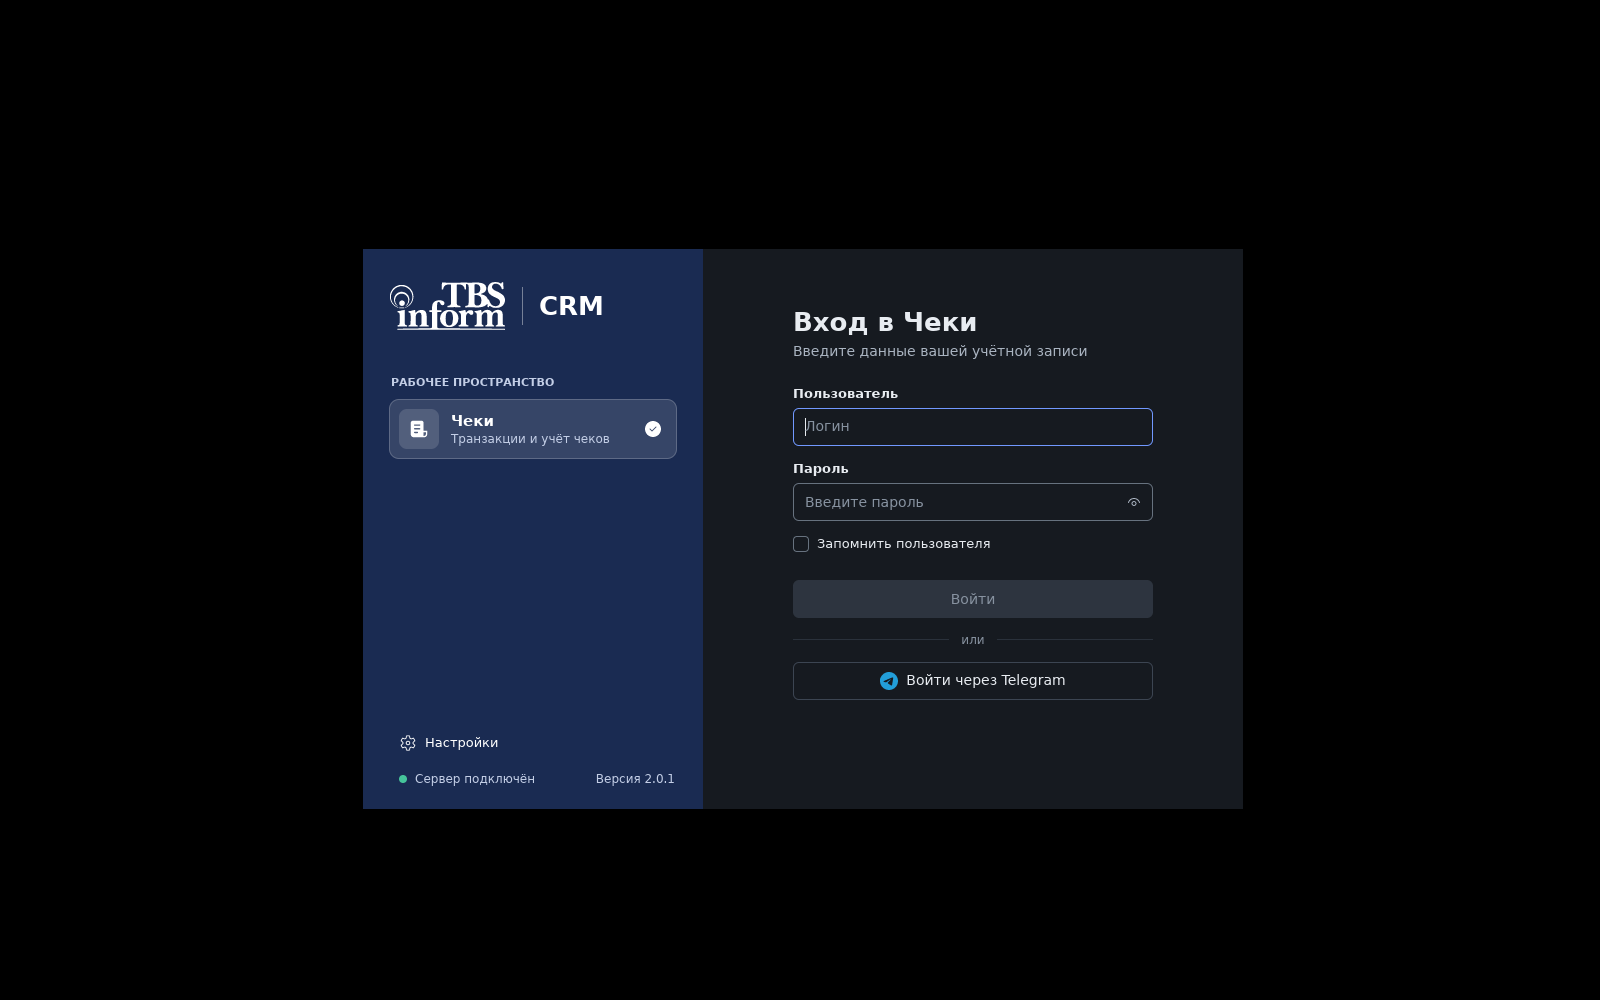 TBS
inform
CRM
РАБОЧЕЕ ПРОСТРАНСТВО
Чеки
Транзакции и учёт чеков
Настройки
Сервер подключён
Версия 2.0.1
Вход в Чеки
Введите данные вашей учётной записи
Пользователь
Логин
Пароль
Введите пароль
Запомнить пользователя
Войти
или
Войти через Telegram